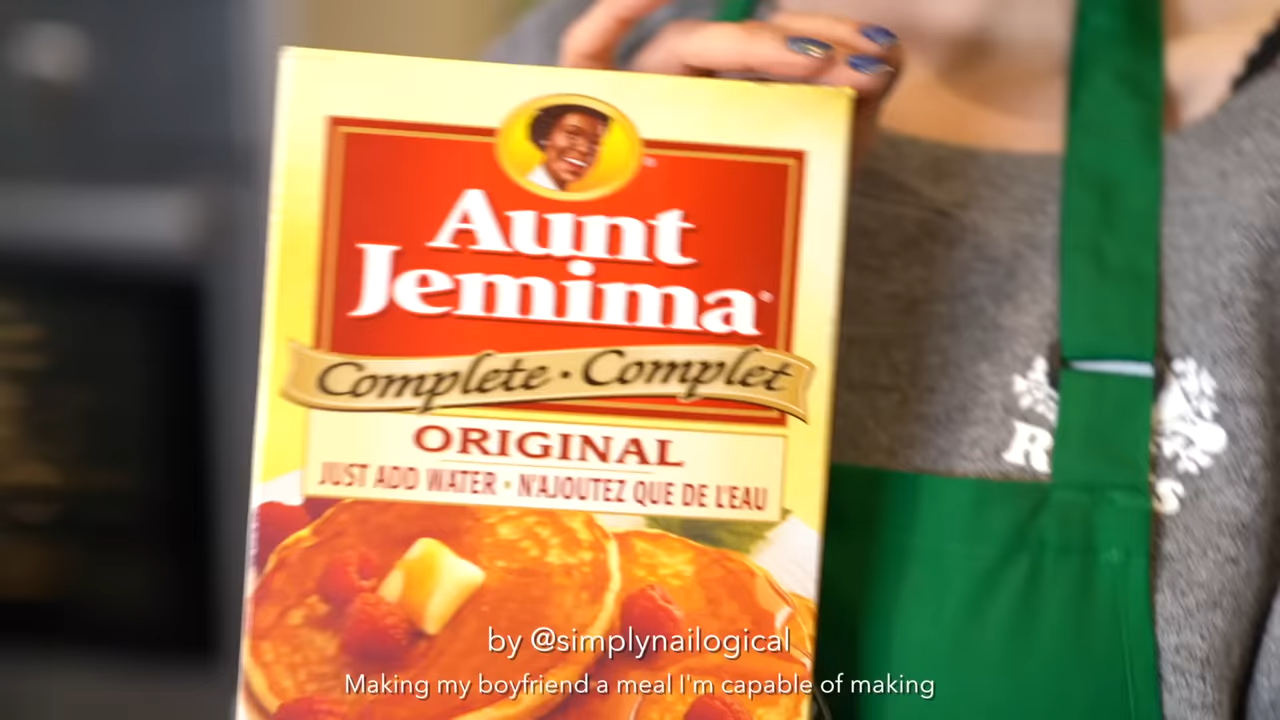 Aunt
Jemima
Complete · Complet
ORIGINAL
JUST ADD WATER · N'AJOUTEZ QUE DE L'EAU
R
S
by @simplynailogical
Making my boyfriend a meal I'm capable of making